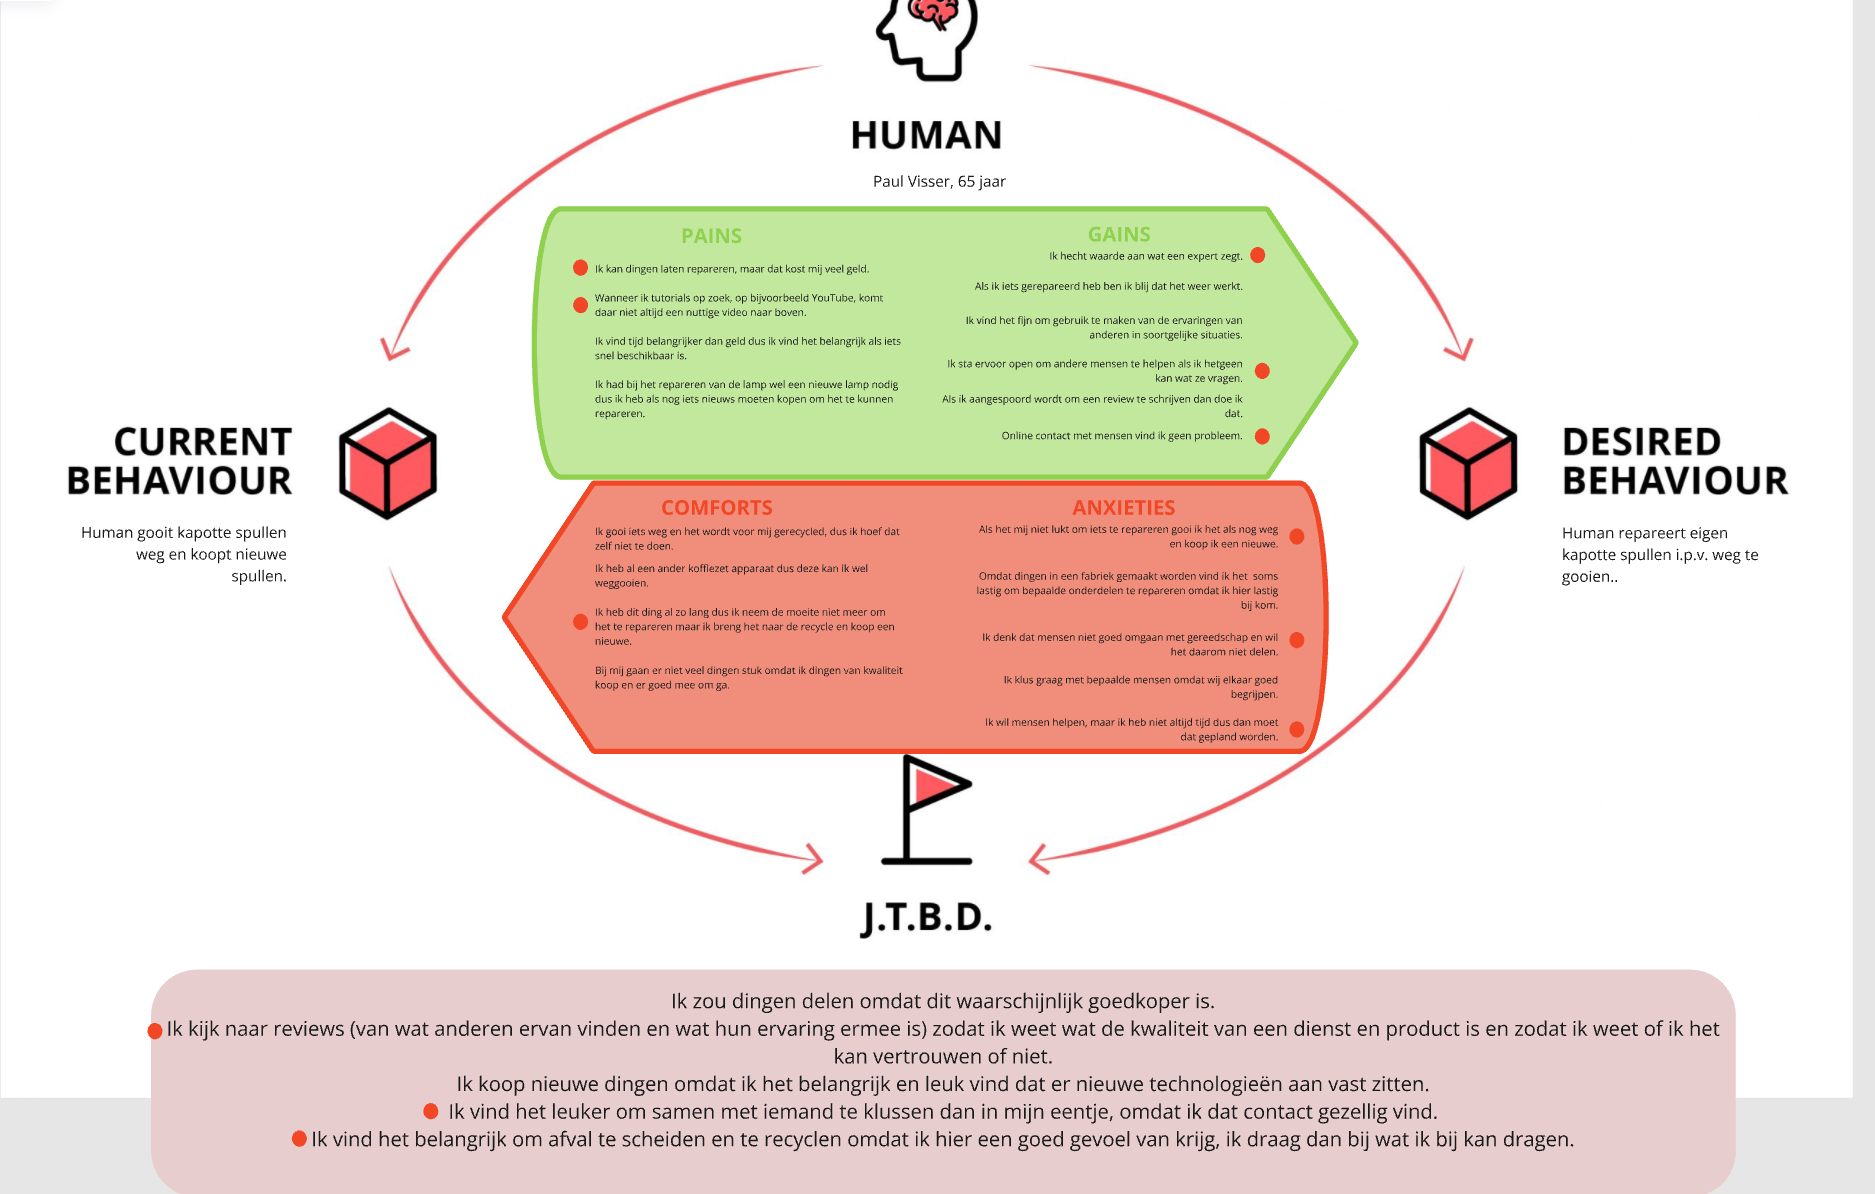 HUMAN
Paul Visser, 65 jaar
PAINS
Ik kan dingen laten repareren, maar dat kost mij veel geld.
Wanneer ik tutorials op zoek, op bijvoorbeeld YouTube, komt
daar niet altijd een nuttige video naar boven.
Ik vind tijd belangrijker dan geld dus ik vind het belangrijk als iets
snel beschikbaar is.
Ik had bij het repareren van de lamp wel een nieuwe lamp nodig
dus ik heb als nog iets nieuws moeten kopen om het te kunnen
repareren.
GAINS
Ik hecht waarde aan wat een expert zegt.
Als ik iets gerepareerd heb ben ik blij dat het weer werkt.
Ik vind het fijn om gebruik te maken van de ervaringen van
anderen in soortgelijke situaties.
Ik sta ervoor open om andere mensen te helpen als ik hetgeen
kan wat ze vragen.
Als ik aangespoord wordt om een review te schrijven dan doe ik
dat.
Online contact met mensen vind ik geen probleem.
CURRENT
BEHAVIOUR
Human gooit kapotte spullen
weg en koopt nieuwe
spullen.
DESIRED
BEHAVIOUR
Human repareert eigen
kapotte spullen i.p.v. weg te
gooien..
COMFORTS
Ik gooi iets weg en het wordt voor mij gerecycled, dus ik hoef dat
zelf niet te doen.
Ik heb al een ander koffiezet apparaat dus deze kan ik wel
weggooien.
Ik heb dit ding al zo lang dus ik neem de moeite niet meer om
het te repareren maar ik breng het naar de recycle en koop een
nieuwe.
Bij mij gaan er niet veel dingen stuk omdat ik dingen van kwaliteit
koop en er goed mee om ga.
ANXIETIES
Als het mij niet lukt om iets te repareren gooi ik het als nog weg
en koop ik een nieuwe.
Omdat dingen in een fabriek gemaakt worden vind ik het soms
lastig om bepaalde onderdelen te repareren omdat ik hier lastig
bij kom.
Ik denk dat mensen niet goed omgaan met gereedschap en wil
het daarom niet delen.
Ik klus graag met bepaalde mensen omdat wij elkaar goed
begrijpen.
Ik wil mensen helpen, maar ik heb niet altijd tijd dus dan moet
dat gepland worden.
J.T.B.D.
Ik zou dingen delen omdat dit waarschijnlijk goedkoper is.
Ik kijk naar reviews (van wat anderen ervan vinden en wat hun ervaring ermee is) zodat ik weet wat de kwaliteit van een dienst en product is en zodat ik weet of ik het
kan vertrouwen of niet.
Ik koop nieuwe dingen omdat ik het belangrijk en leuk vind dat er nieuwe technologieën aan vast zitten.
Ik vind het leuker om samen met iemand te klussen dan in mijn eentje, omdat ik dat contact gezellig vind.
Ik vind het belangrijk om afval te scheiden en te recyclen omdat ik hier een goed gevoel van krijg, ik draag dan bij wat ik bij kan dragen.